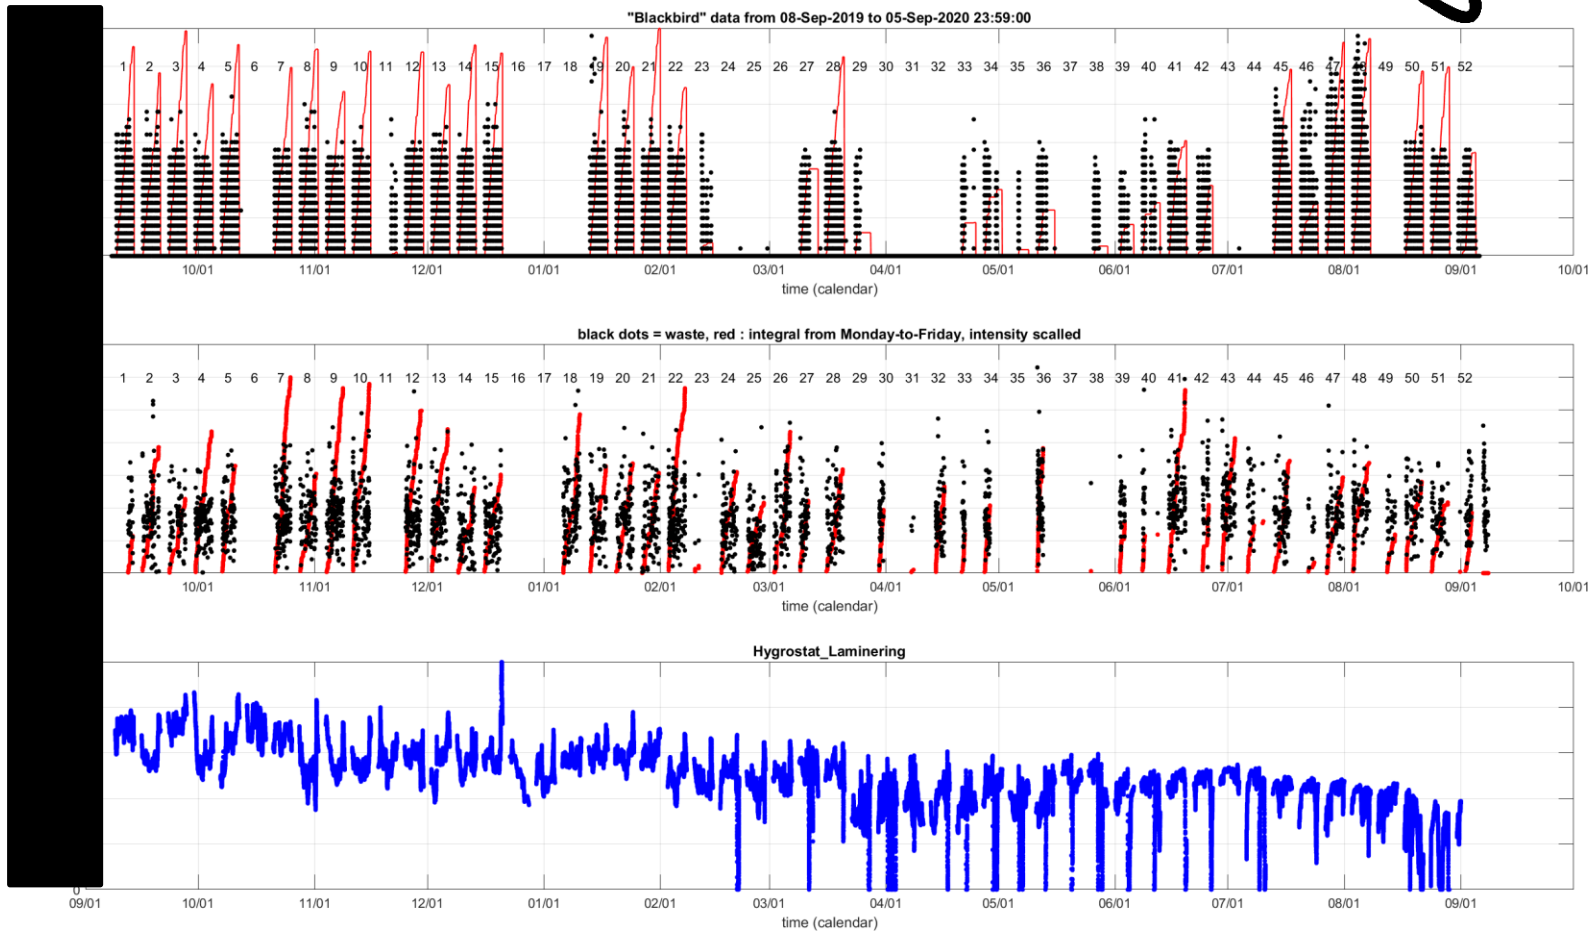 "Blackbird" data from 08-Sep-2019 to 05-Sep-2020 23:59:00
1 2 3 4 5 6 7 8 9 10 11 12 13 14 15 16 17 18 19 20 21 22 23 24 25 26 27 28 29 30 31 32 33 34 35 36 37 38 39 40 41 42 43 44 45 46 47 48 49 50 51 52
10/01 11/01 12/01 01/01 02/01 03/01 04/01 05/01 06/01 07/01 08/01 09/01 10/01
time (calendar)
black dots = waste, red : integral from Monday-to-Friday, intensity scalled
1 2 3 4 5 6 7 8 9 10 11 12 13 14 15 16 17 18 19 20 21 22 23 24 25 26 27 28 29 30 31 32 33 34 35 36 37 38 39 40 41 42 43 44 45 46 47 48 49 50 51 52
10/01 11/01 12/01 01/01 02/01 03/01 04/01 05/01 06/01 07/01 08/01 09/01 10/01
time (calendar)
Hygrostat_Laminering
0
09/01 10/01 11/01 12/01 01/01 02/01 03/01 04/01 05/01 06/01 07/01 08/01 09/01 10/01
time (calendar)